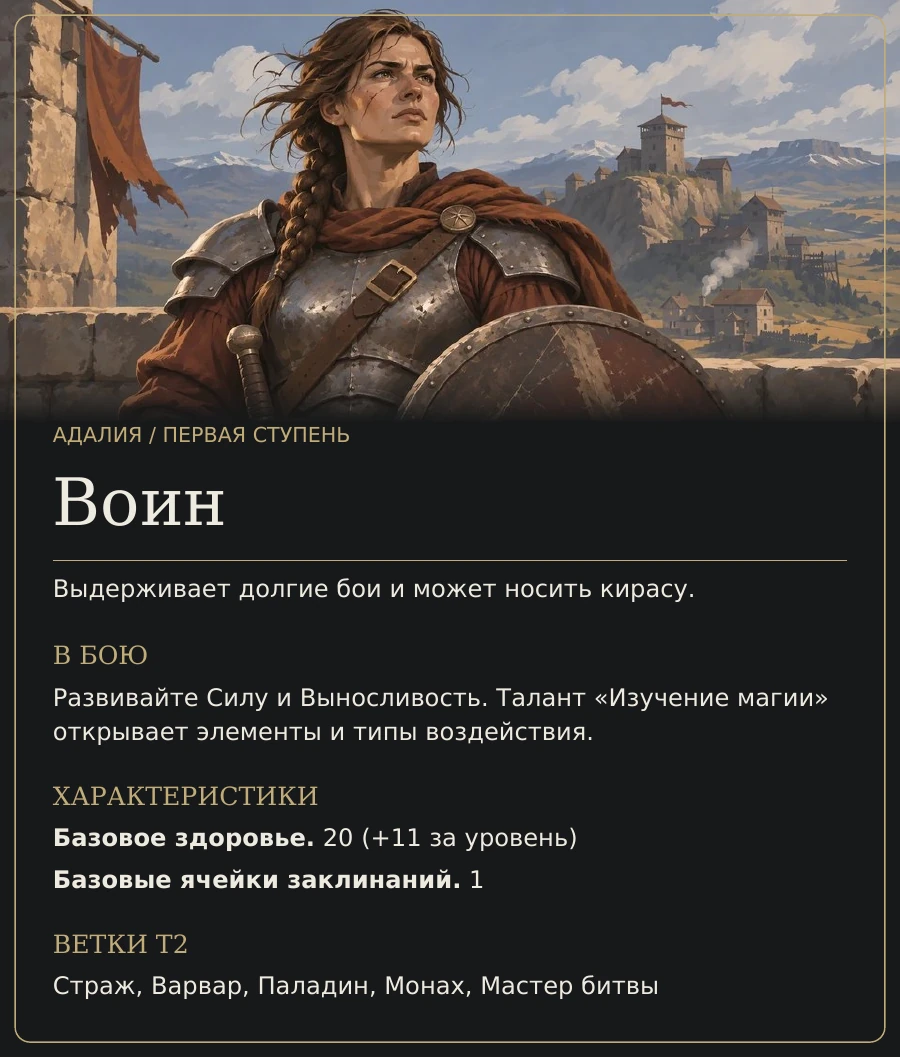 АДАЛИЯ / ПЕРВАЯ СТУПЕНЬ
Воин
Выдерживает долгие бои и может носить кирасу.
В БОЮ
Развивайте Силу и Выносливость. Талант «Изучение магии»
открывает элементы и типы воздействия.
ХАРАКТЕРИСТИКИ
Базовое здоровье. 20 (+11 за уровень)
Базовые ячейки заклинаний. 1
ВЕТКИ Т2
Страж, Варвар, Паладин, Монах, Мастер битвы